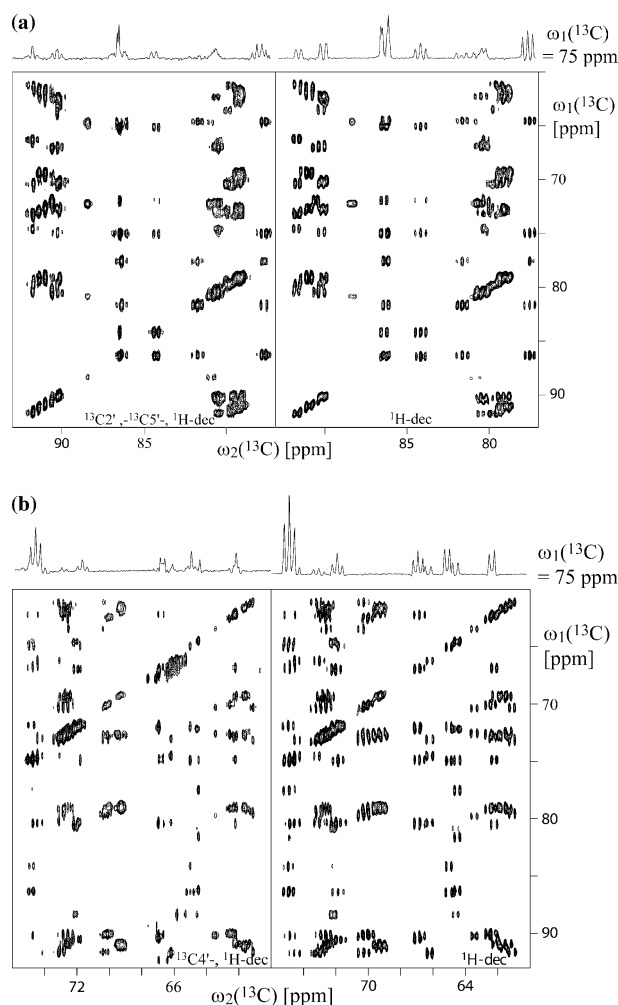 (a)
ω₁(¹³C)
= 75 ppm
ω₁(¹³C)
[ppm]
70
80
90
¹³C2' ,-¹³C5'-, ¹H-dec
¹H-dec
90
85
85
80
ω₂(¹³C) [ppm]
(b)
ω₁(¹³C)
= 75 ppm
ω₁(¹³C)
[ppm]
70
80
90
¹³C4'-, ¹H-dec
¹H-dec
72
66
70
64
ω₂(¹³C) [ppm]